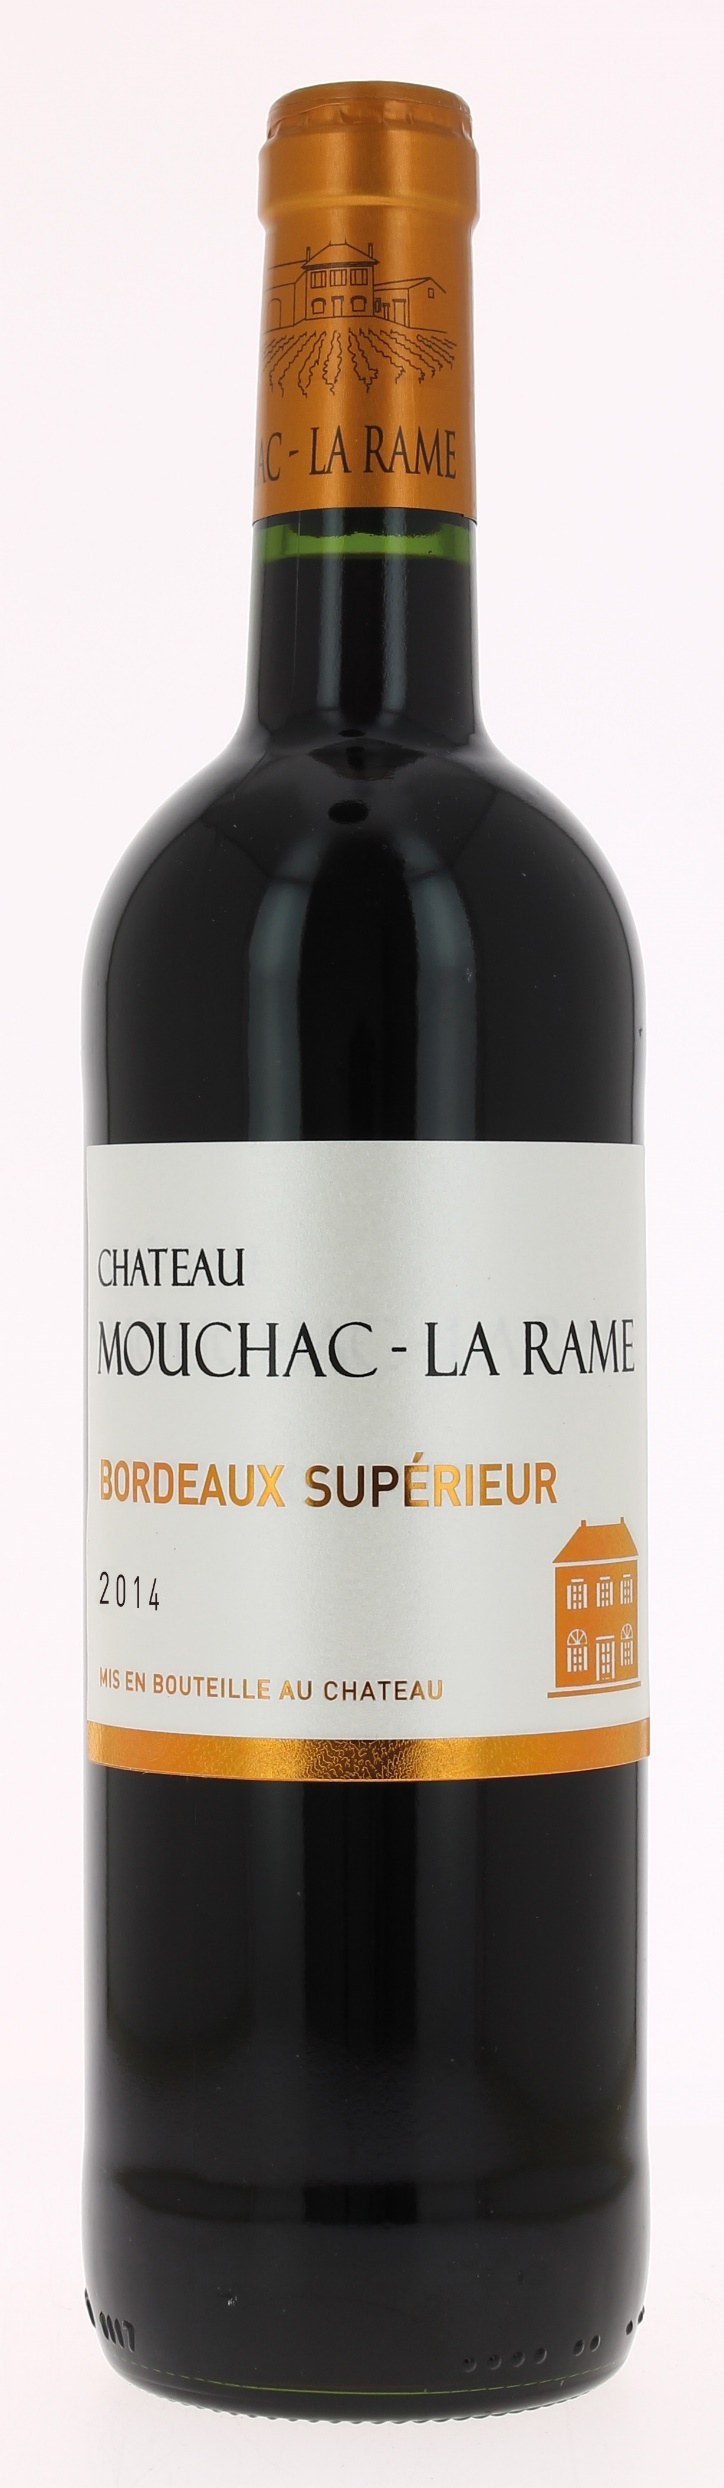 AC - LA RAME
CHATEAU
MOUCHAC - LA RAME
BORDEAUX SUPÉRIEUR
2014
MIS EN BOUTEILLE AU CHATEAU